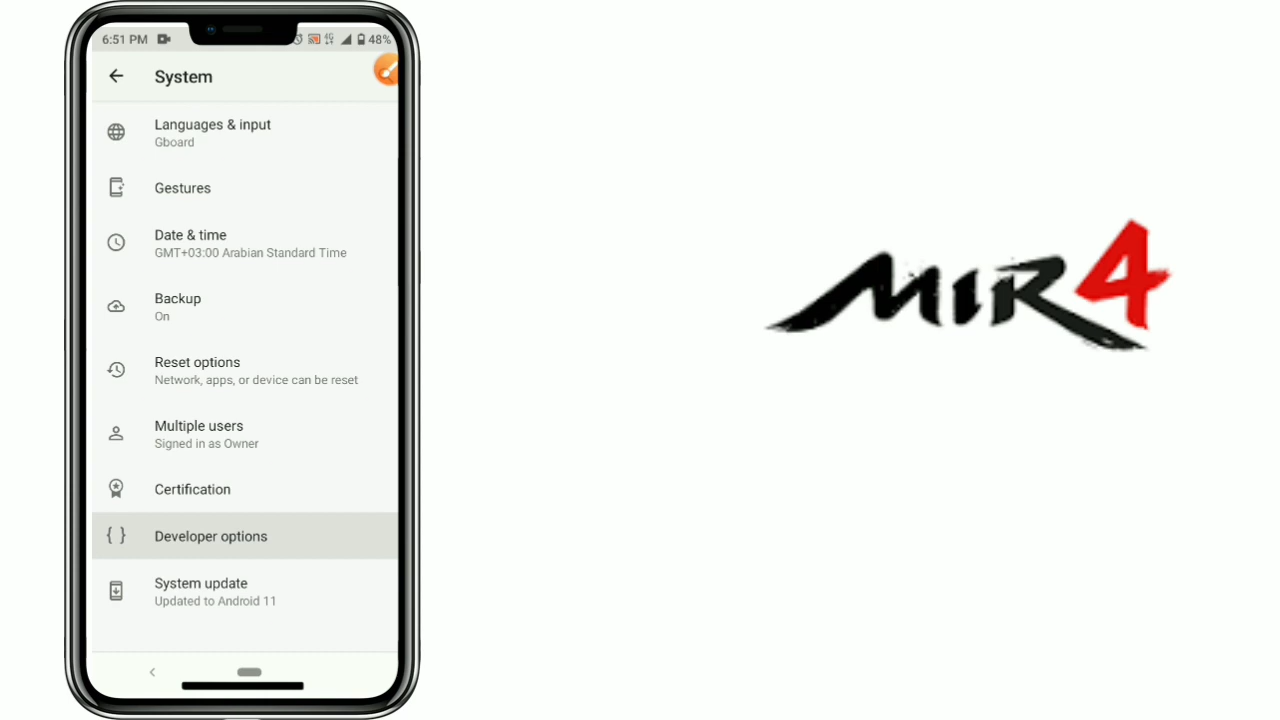 6:51 PM
4G
48%
System
Languages & input
Gboard
Gestures
Date & time
GMT+03:00 Arabian Standard Time
Backup
On
Reset options
Network, apps, or device can be reset
Multiple users
Signed in as Owner
Certification
{ } Developer options
System update
Updated to Android 11
MIR4